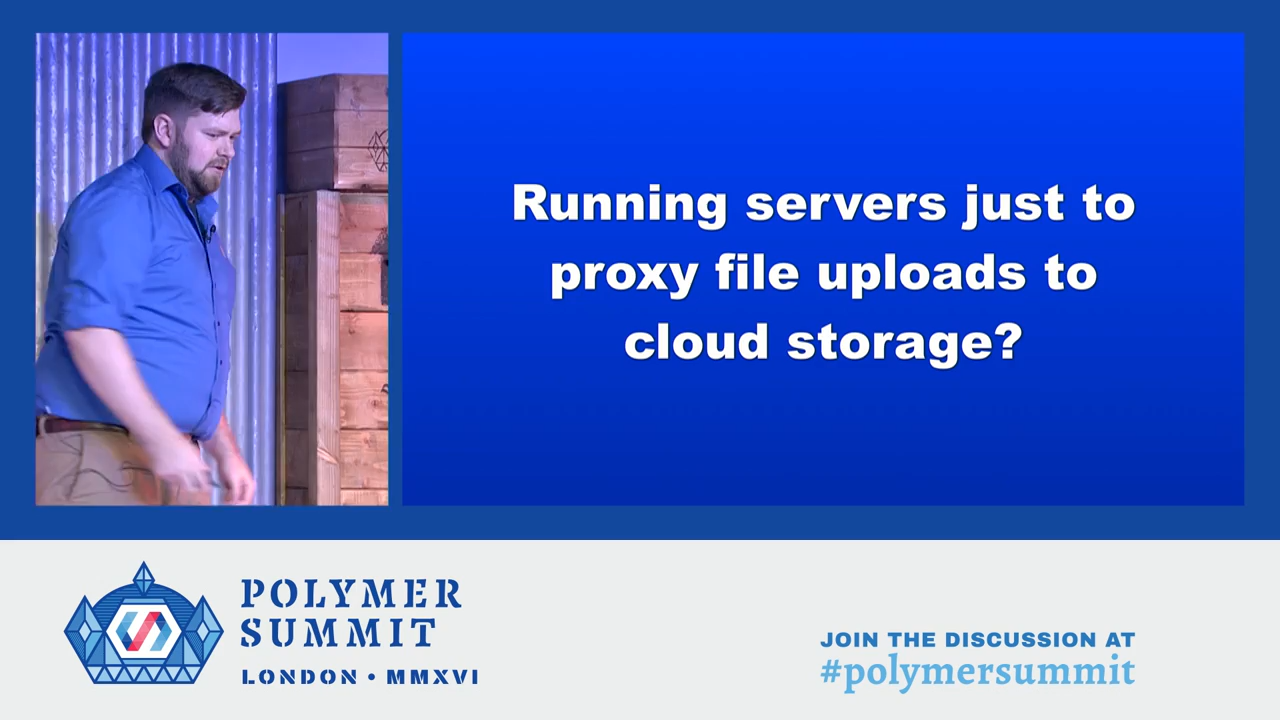 Running servers just to
proxy file uploads to
cloud storage?
POLYMER
SUMMIT
LONDON • MMXVI
JOIN THE DISCUSSION AT
#polymersummit